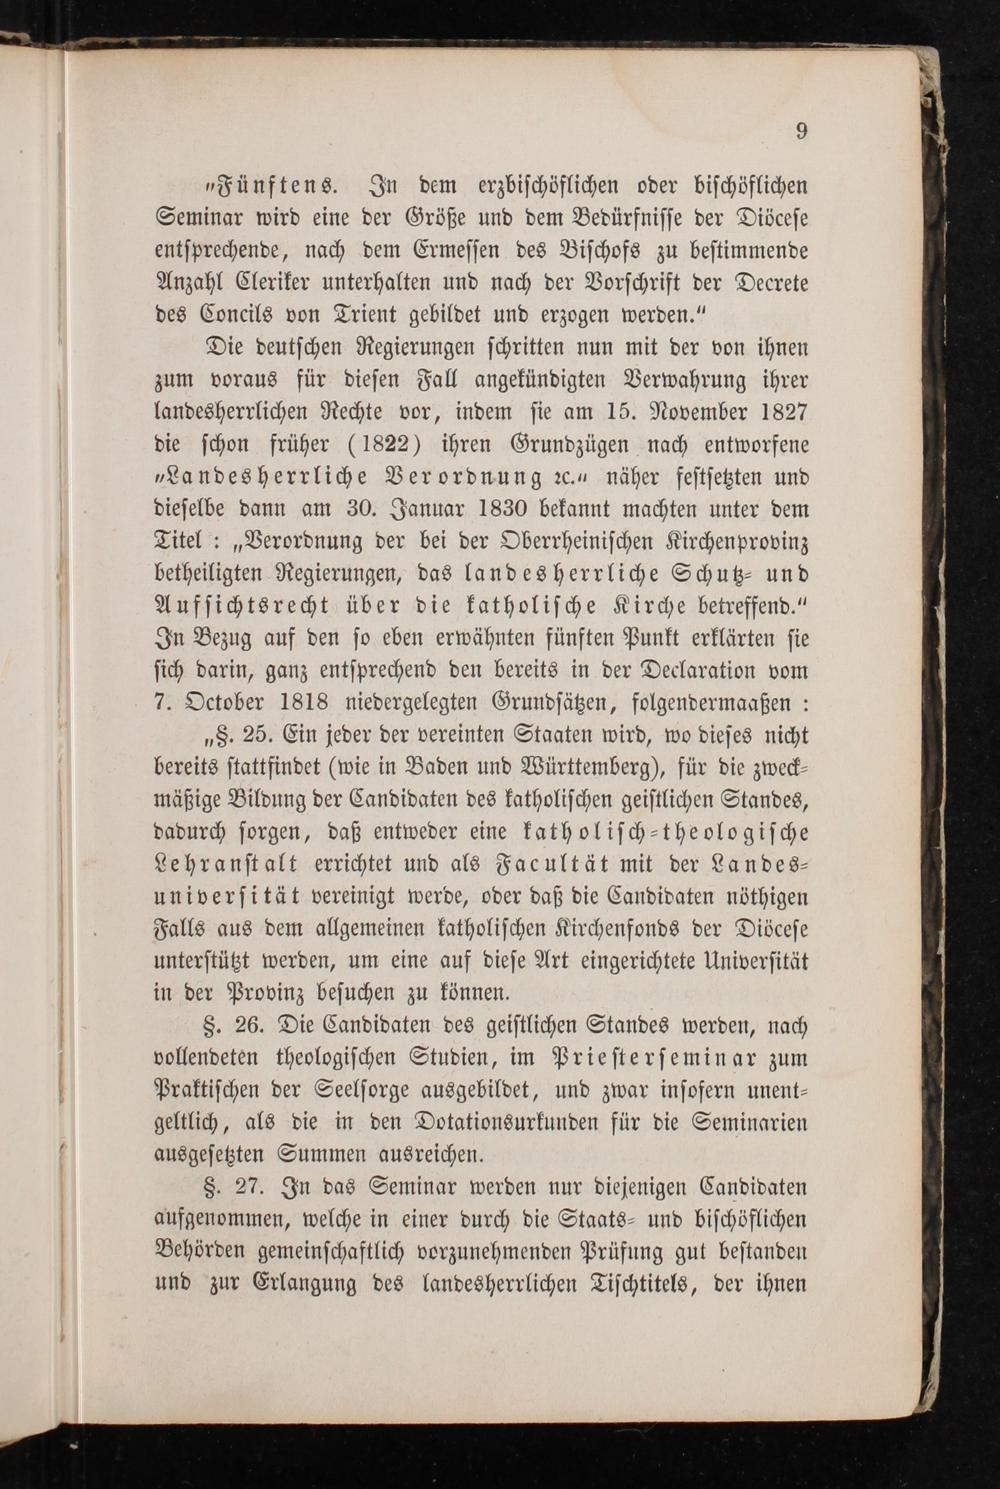 9
„Fünftens. In dem erzbischöflichen oder bischöflichen
Seminar wird eine der Größe und dem Bedürfnisse der Diöcese
entsprechende, nach dem Ermessen des Bischofs zu bestimmende
Anzahl Cleriker unterhalten und nach der Vorschrift der Decrete
des Concils von Trient gebildet und erzogen werden."
Die deutschen Regierungen schritten nun mit der von ihnen
zum voraus für diesen Fall angekündigten Verwahrung ihrer
landesherrlichen Rechte vor, indem sie am 15. November 1827
die schon früher (1822) ihren Grundzügen nach entworfene
„Landesherrliche Verordnung ꝛc." näher festsetzten und
dieselbe dann am 30. Januar 1830 bekannt machten unter dem
Titel : „Verordnung der bei der Oberrheinischen Kirchenprovinz
betheiligten Regierungen, das landesherrliche Schutz- und
Aufsichtsrecht über die katholische Kirche betreffend."
In Bezug auf den so eben erwähnten fünften Punkt erklärten sie
sich darin, ganz entsprechend den bereits in der Declaration vom
7. October 1818 niedergelegten Grundsätzen, folgendermaaßen :
„§. 25. Ein jeder der vereinten Staaten wird, wo dieses nicht
bereits stattfindet (wie in Baden und Württemberg), für die zweck-
mäßige Bildung der Candidaten des katholischen geistlichen Standes,
dadurch sorgen, daß entweder eine katholisch-theologische
Lehranstalt errichtet und als Facultät mit der Landes-
universität vereinigt werde, oder daß die Candidaten nöthigen
Falls aus dem allgemeinen katholischen Kirchenfonds der Diöcese
unterstützt werden, um eine auf diese Art eingerichtete Universität
in der Provinz besuchen zu können.
§. 26. Die Candidaten des geistlichen Standes werden, nach
vollendeten theologischen Studien, im Priesterseminar zum
Praktischen der Seelsorge ausgebildet, und zwar insofern unent-
geltlich, als die in den Dotationsurkunden für die Seminarien
ausgesetzten Summen ausreichen.
§. 27. In das Seminar werden nur diejenigen Candidaten
aufgenommen, welche in einer durch die Staats- und bischöflichen
Behörden gemeinschaftlich vorzunehmenden Prüfung gut bestanden
und zur Erlangung des landesherrlichen Tischtitels, der ihnen